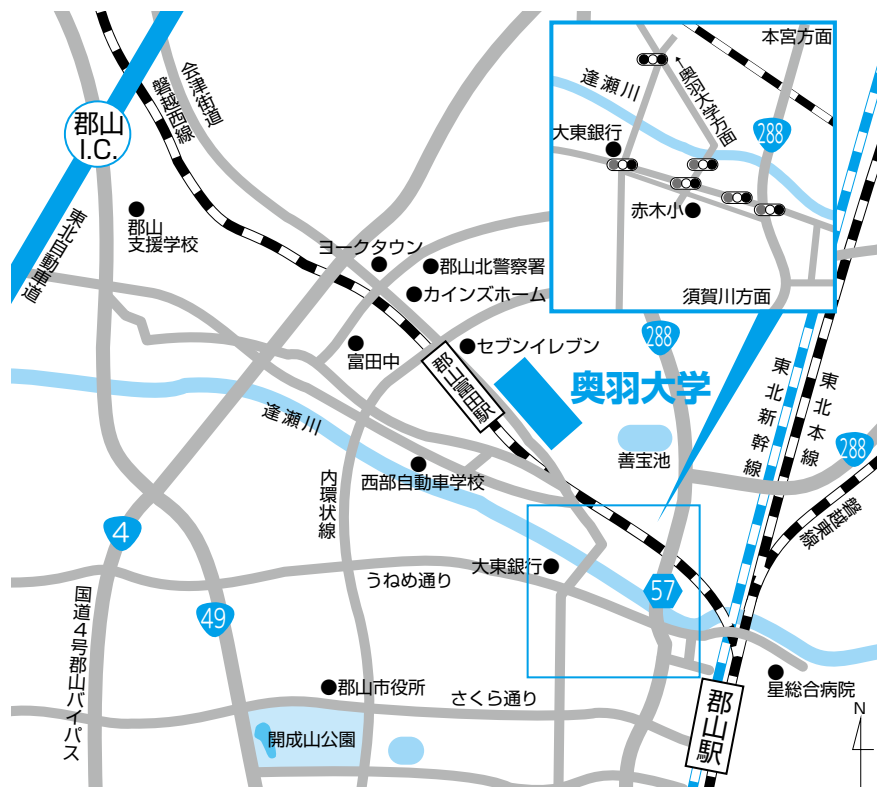 本宮方面
逢瀬川
←奥羽大学方面
大東銀行
288
赤木小
須賀川方面
会津街道
磐越西線
郡山
I.C.
東北自動車道
郡山
支援学校
ヨークタウン
郡山北警察署
カインズホーム
富田中
セブンイレブン
郡山富田駅
奥羽大学
288
善宝池
東北新幹線
東北本線
288
磐越東線
逢瀬川
西部自動車学校
内環状線
4
大東銀行
うねめ通り
57
49
国道4号郡山バイパス
郡山市役所
さくら通り
星総合病院
郡山駅
開成山公園
N